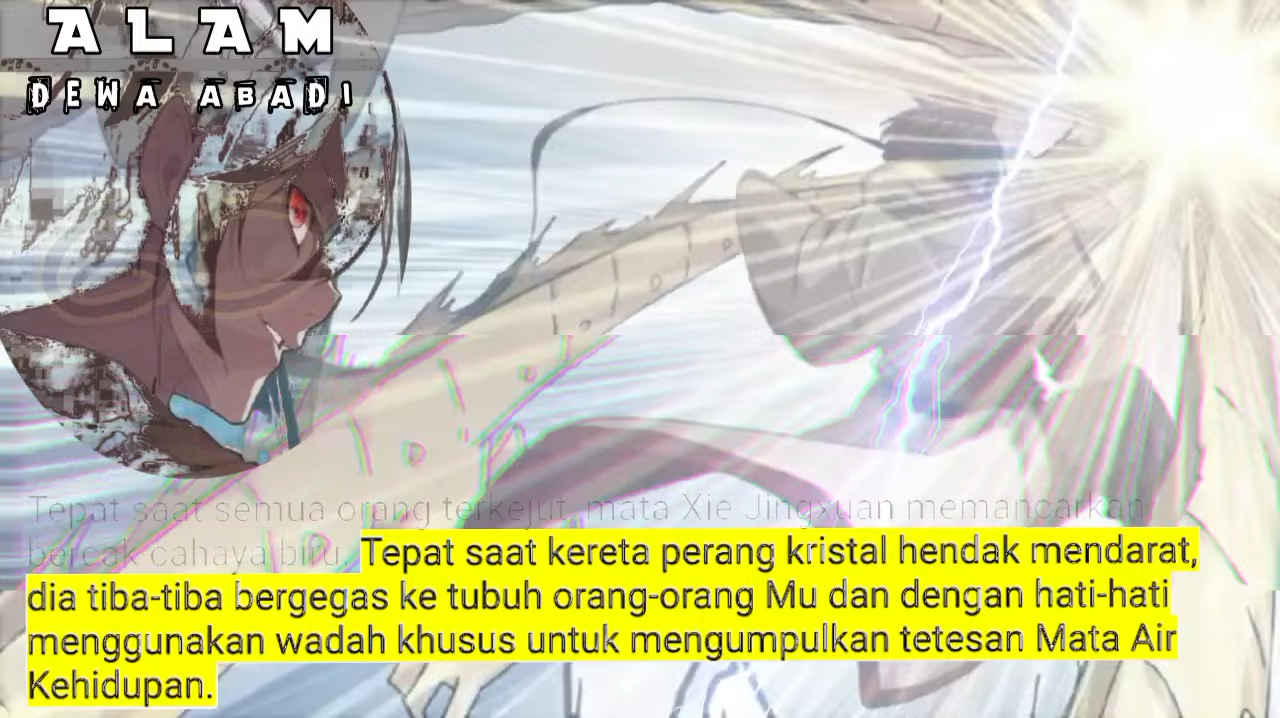 ALAM
DEWA ABADI
Tepat saat semua orang terkejut, mata Xie Jingxuan memancarkan
bercak cahaya biru. Tepat saat kereta perang kristal hendak mendarat,
dia tiba-tiba bergegas ke tubuh orang-orang Mu dan dengan hati-hati
menggunakan wadah khusus untuk mengumpulkan tetesan Mata Air
Kehidupan.